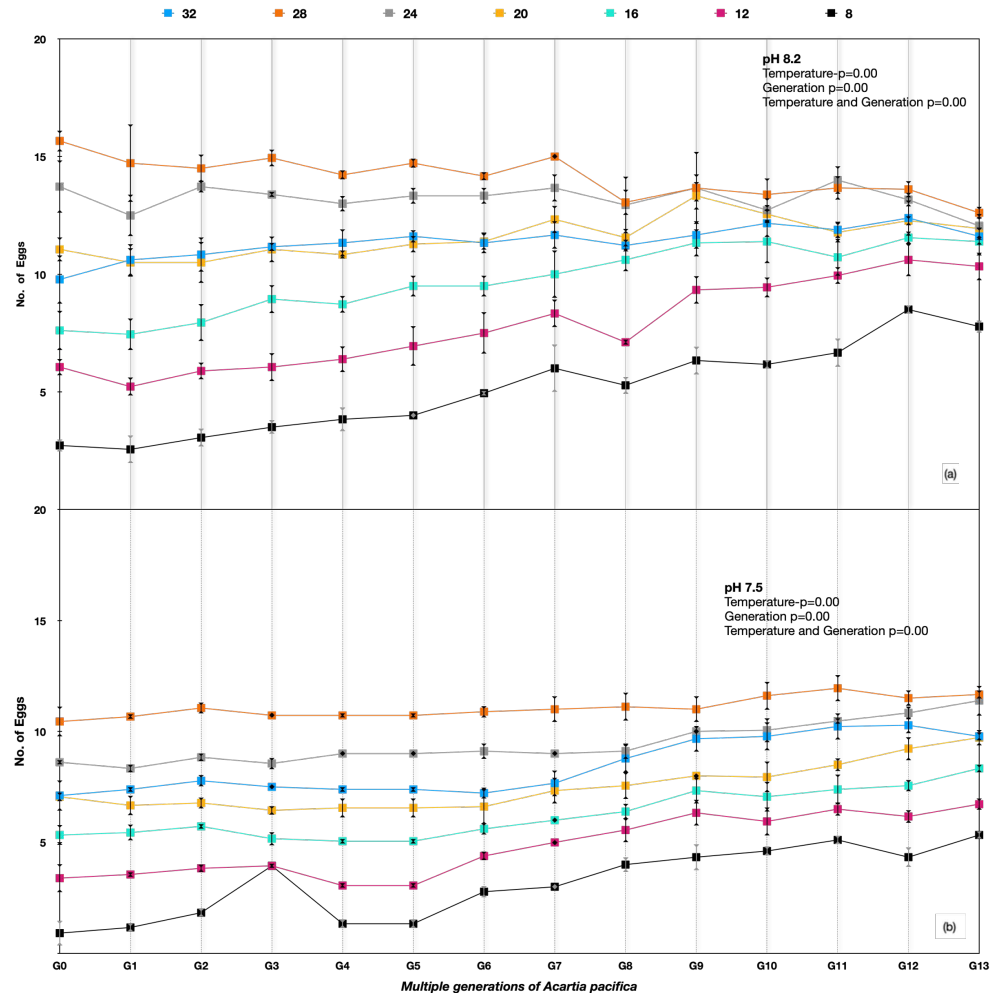 32 28 24 20 16 12 8
20
pH 8.2
Temperature-p=0.00
Generation p=0.00
Temperature and Generation p=0.00
15
No. of Eggs
10
5
(a)
20
pH 7.5
Temperature-p=0.00
Generation p=0.00
Temperature and Generation p=0.00
15
No. of Eggs
10
5
(b)
G0 G1 G2 G3 G4 G5 G6 G7 G8 G9 G10 G11 G12 G13
Multiple generations of Acartia pacifica